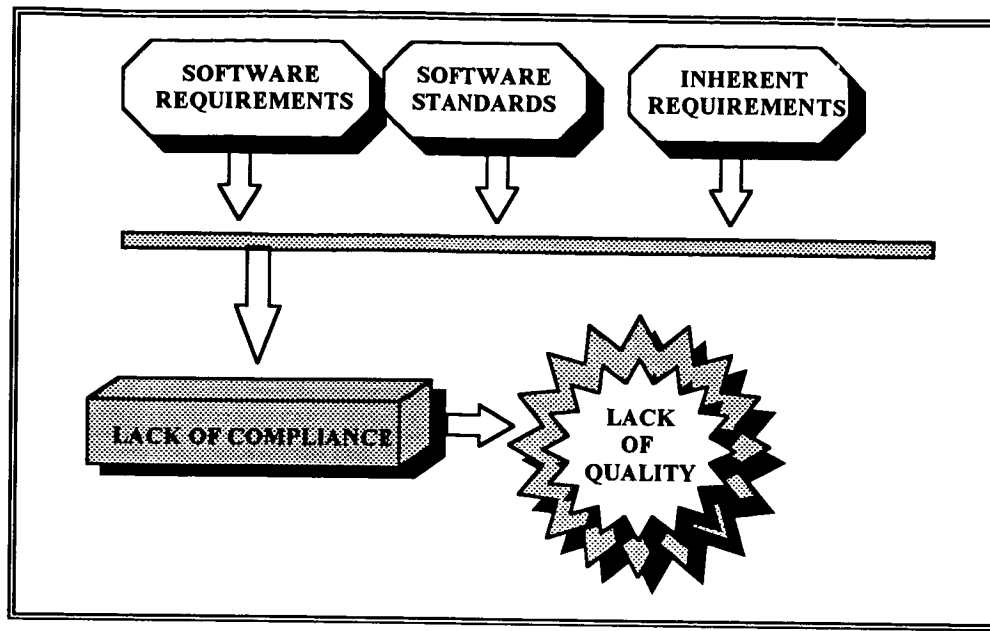 SOFTWARE
REQUIREMENTS
SOFTWARE
STANDARDS
INHERENT
REQUIREMENTS
LACK OF COMPLIANCE
LACK
OF
QUALITY